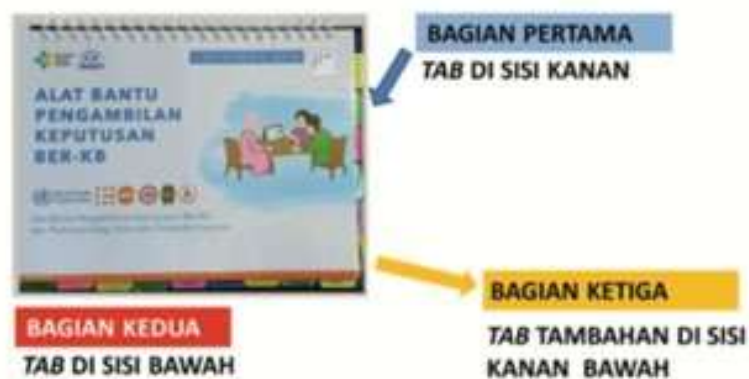 ALAT BANTU
PENGAMBILAN
KEPUTUSAN
BER-KB
BAGIAN PERTAMA
TAB DI SISI KANAN
BAGIAN KEDUA
TAB DI SISI BAWAH
BAGIAN KETIGA
TAB TAMBAHAN DI SISI
KANAN BAWAH